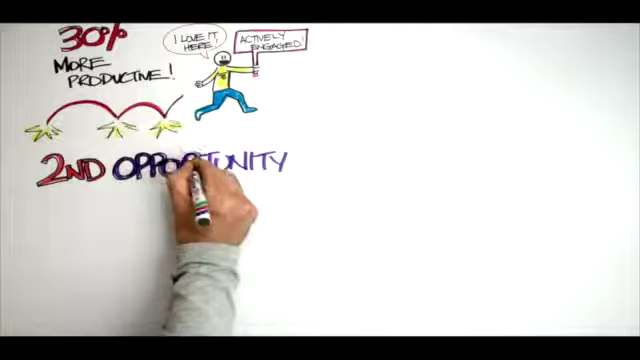 30%
MORE
PRODUCTIVE!
I LOVE IT
HERE
ACTIVELY
ENGAGED!
2ND OPPORTUNITY